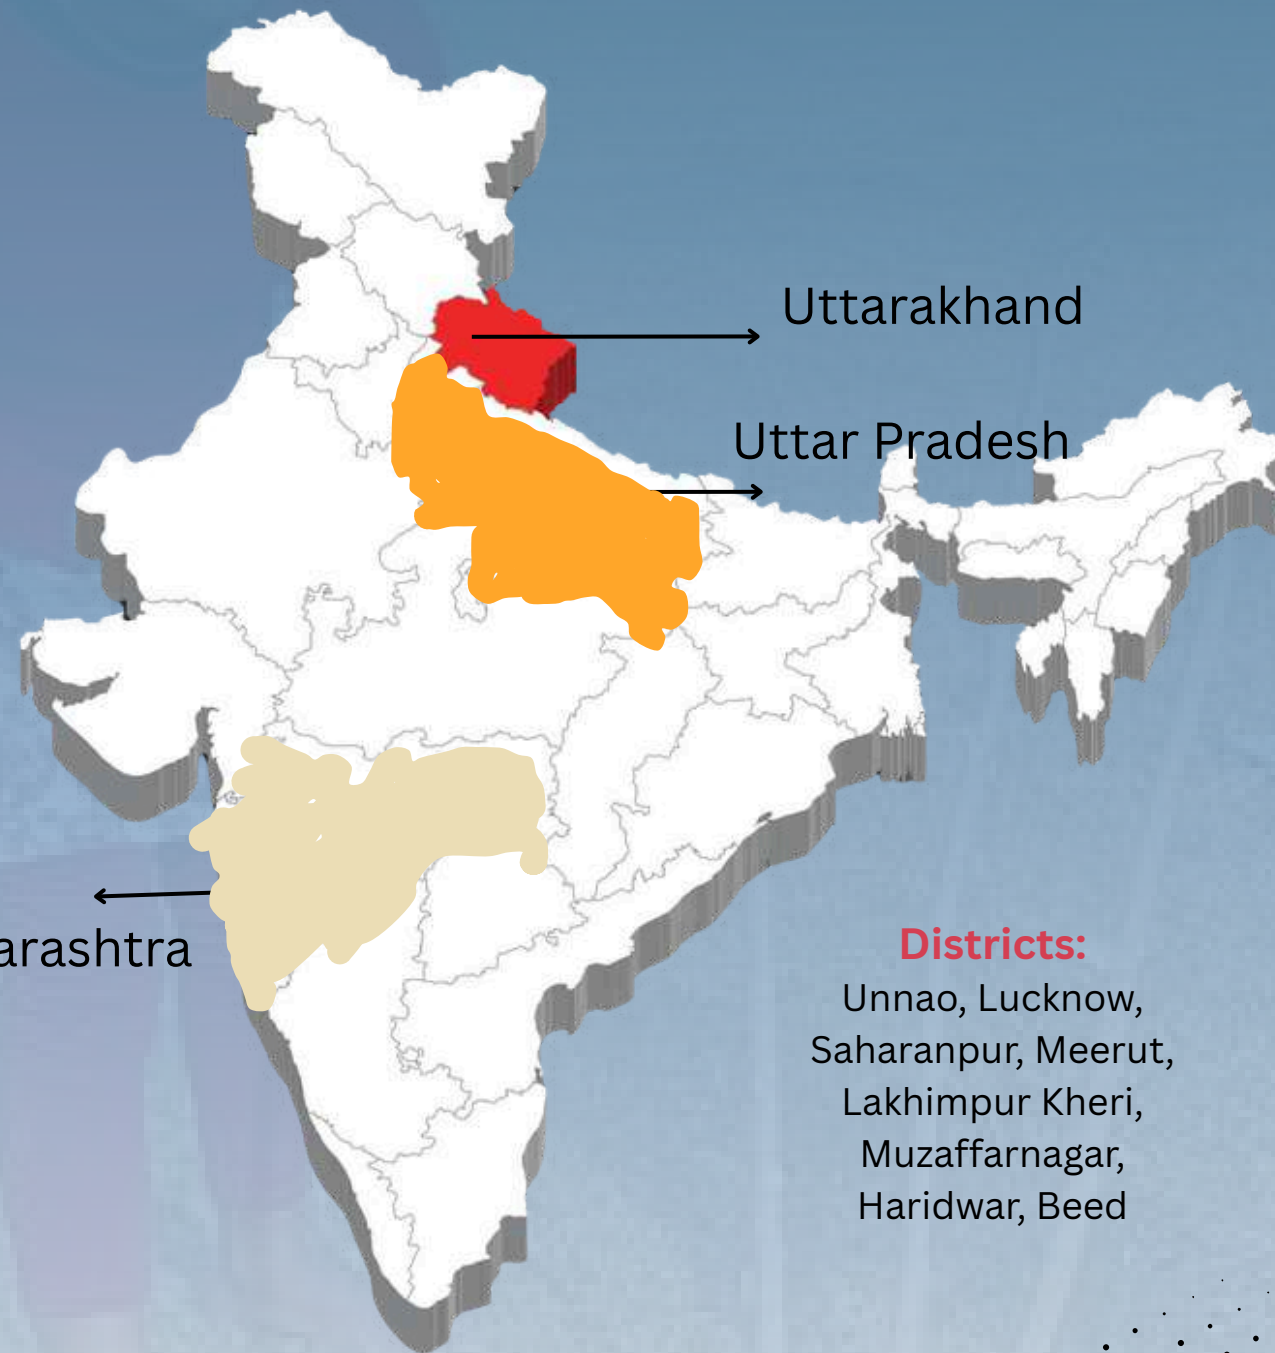 Uttarakhand
Uttar Pradesh
arashtra
Districts:
Unnao, Lucknow,
Saharanpur, Meerut,
Lakhimpur Kheri,
Muzaffarnagar,
Haridwar, Beed